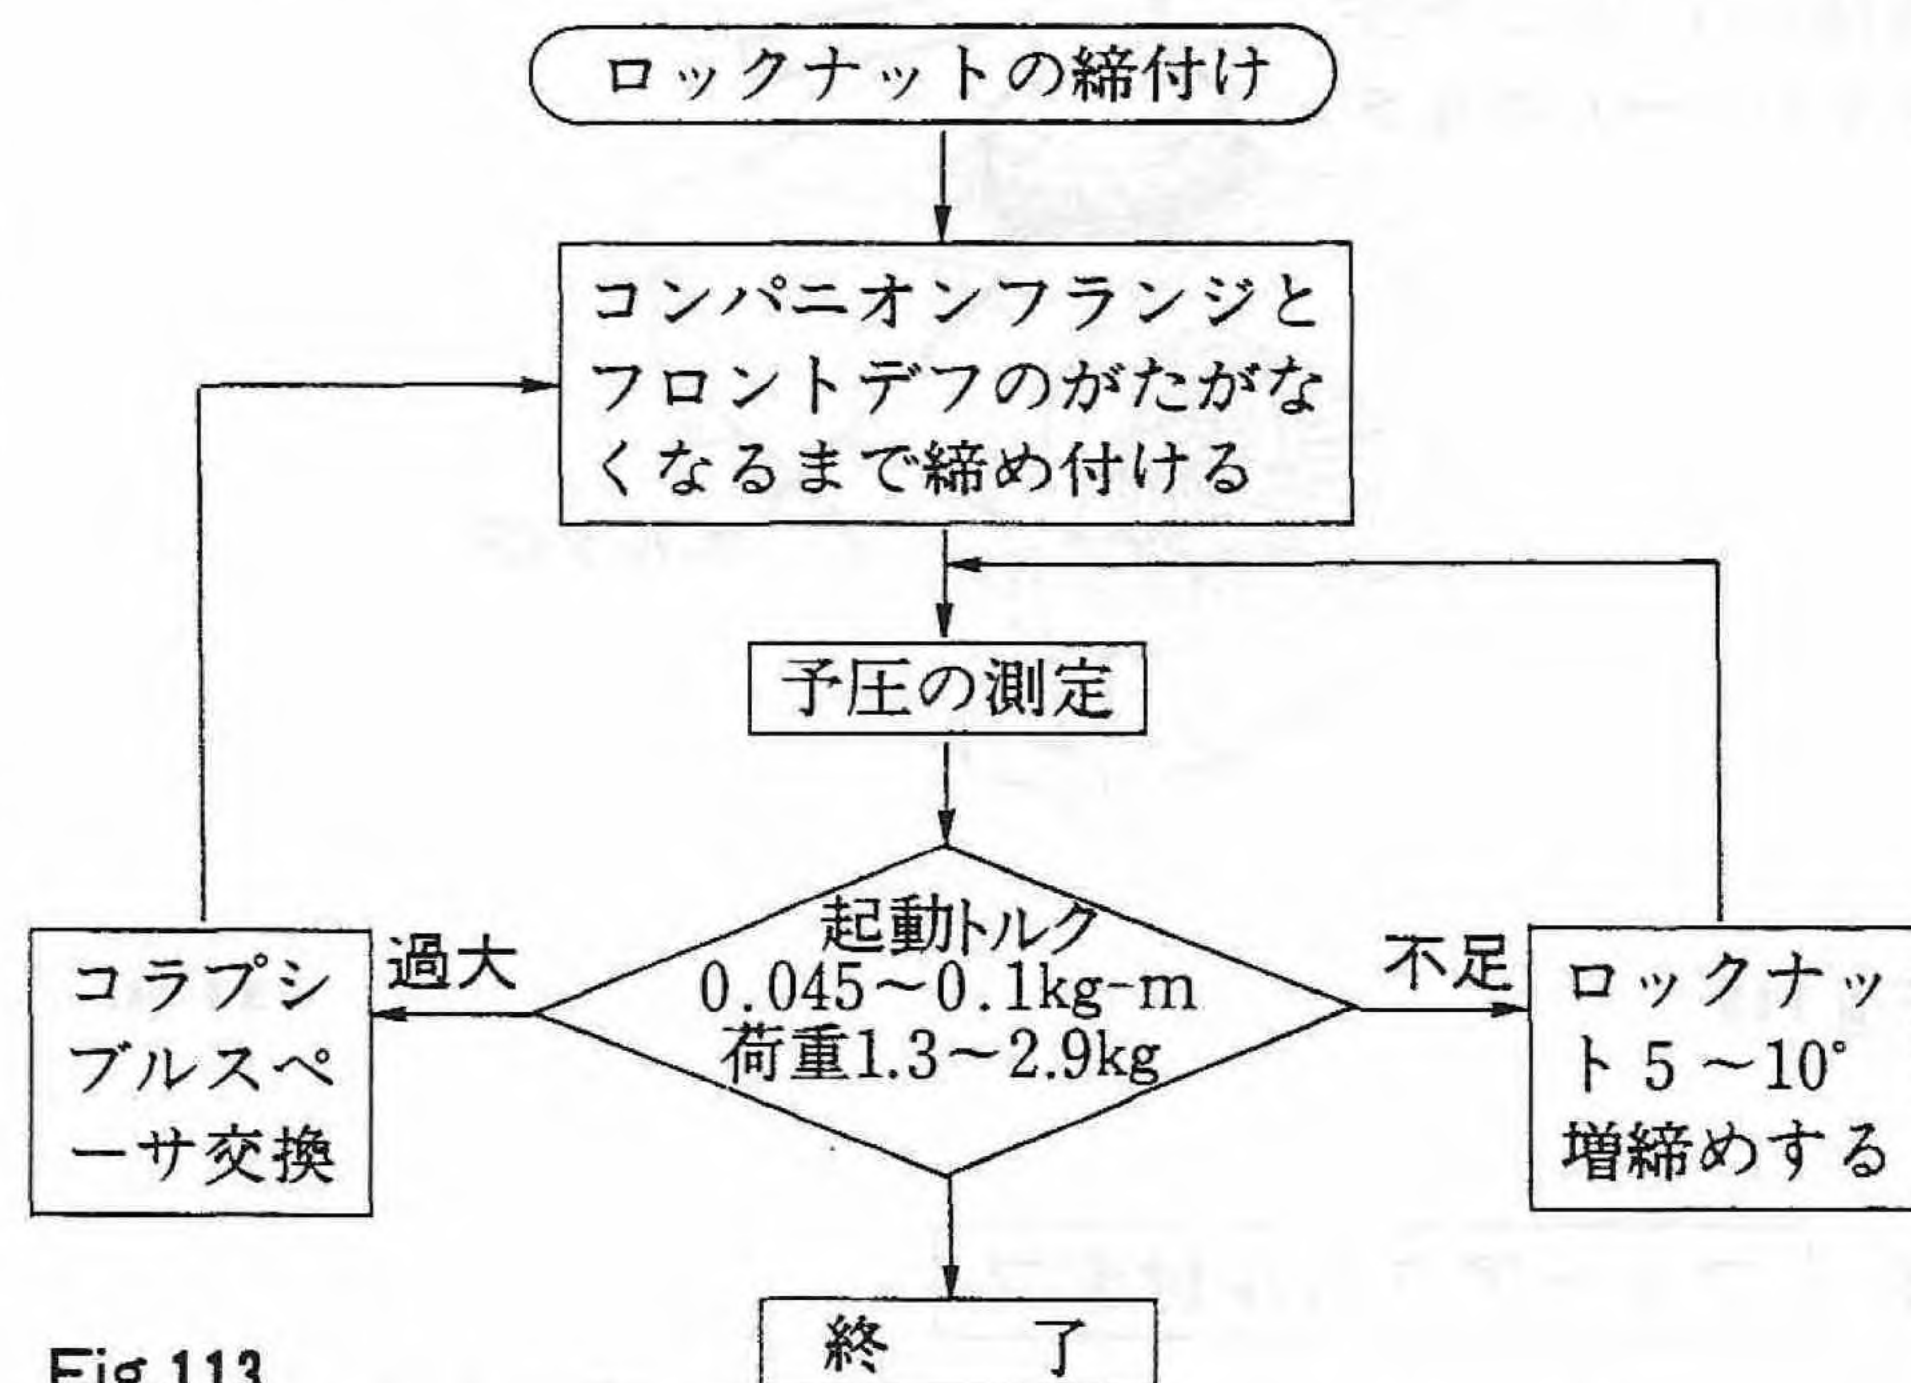 ロックナットの締付け
コンパニオンフランジと
フロントデフのがたがな
くなるまで締め付ける
予圧の測定
起動トルク
0.045～0.1kg-m
荷重1.3～2.9kg
過大
コラプシ
ブルスペ
ーサ交換
不足
ロックナッ
ト5～10°
増締めする
終　了
Fig.113